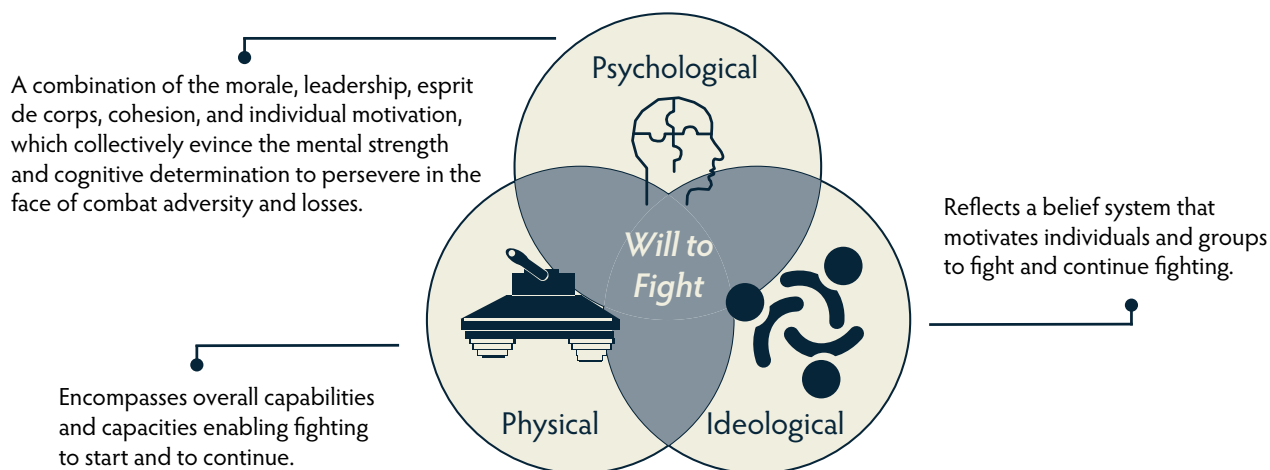 Psychological
A combination of the morale, leadership, esprit
de corps, cohesion, and individual motivation,
which collectively evince the mental strength
and cognitive determination to persevere in the
face of combat adversity and losses.
Reflects a belief system that
motivates individuals and groups
to fight and continue fighting.
Will to
Fight
Encompasses overall capabilities
and capacities enabling fighting
to start and to continue.
Physical
Ideological